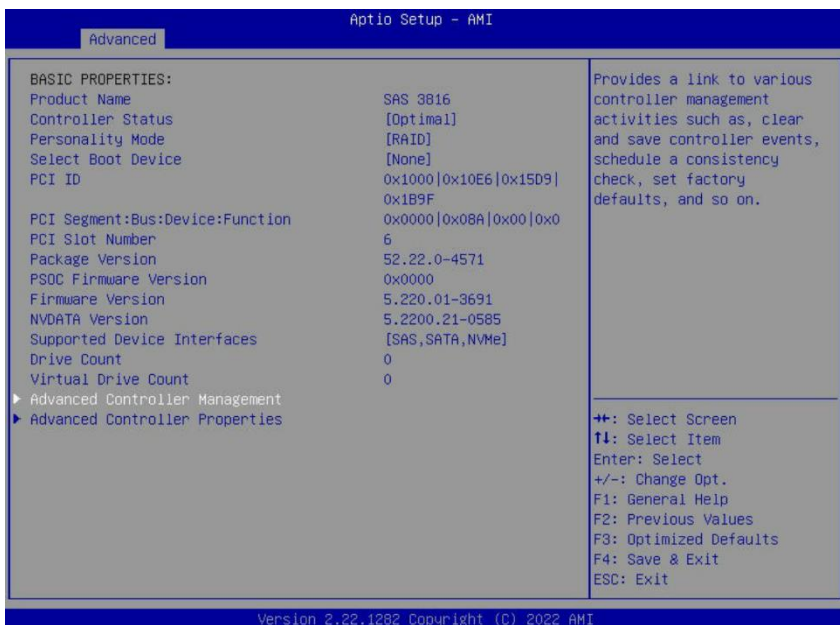 Aptio Setup – AMI
Advanced
BASIC PROPERTIES:
Product Name SAS 3816
Controller Status [Optimal]
Personality Mode [RAID]
Select Boot Device [None]
PCI ID 0x1000|0x10E6|0x15D9|
0x1B9F
PCI Segment:Bus:Device:Function 0x0000|0x08A|0x00|0x0
PCI Slot Number 6
Package Version 52.22.0-4571
PSOC Firmware Version 0x0000
Firmware Version 5.220.01-3691
NVDATA Version 5.2200.21-0585
Supported Device Interfaces [SAS,SATA,NVMe]
Drive Count 0
Virtual Drive Count 0
▶ Advanced Controller Management
▶ Advanced Controller Properties
Provides a link to various
controller management
activities such as, clear
and save controller events,
schedule a consistency
check, set factory
defaults, and so on.
→←: Select Screen
↑↓: Select Item
Enter: Select
+/-: Change Opt.
F1: General Help
F2: Previous Values
F3: Optimized Defaults
F4: Save & Exit
ESC: Exit
Version 2.22.1282 Copyright (C) 2022 AMI